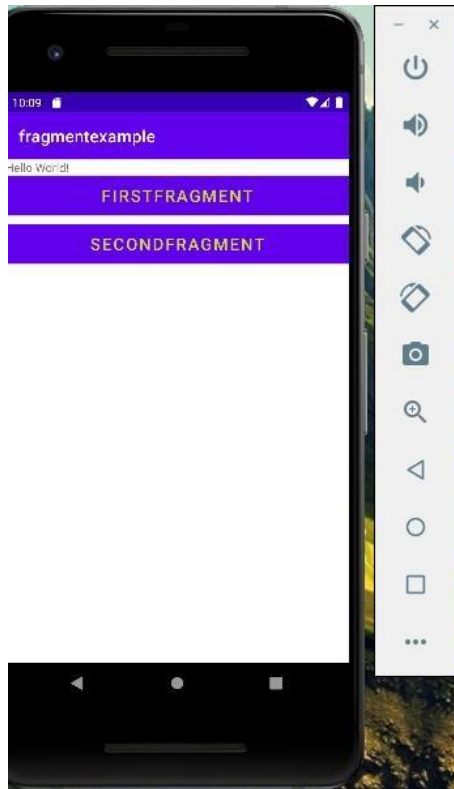 10:09
fragmentexample
Hello World!
FIRSTFRAGMENT
SECONDFRAGMENT